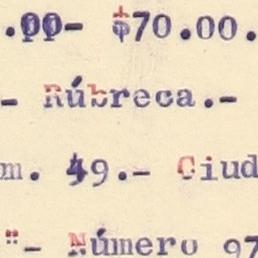 .00- $70.00.
- Rúbreca.-
m. 49.- Ciud
"- Número 97